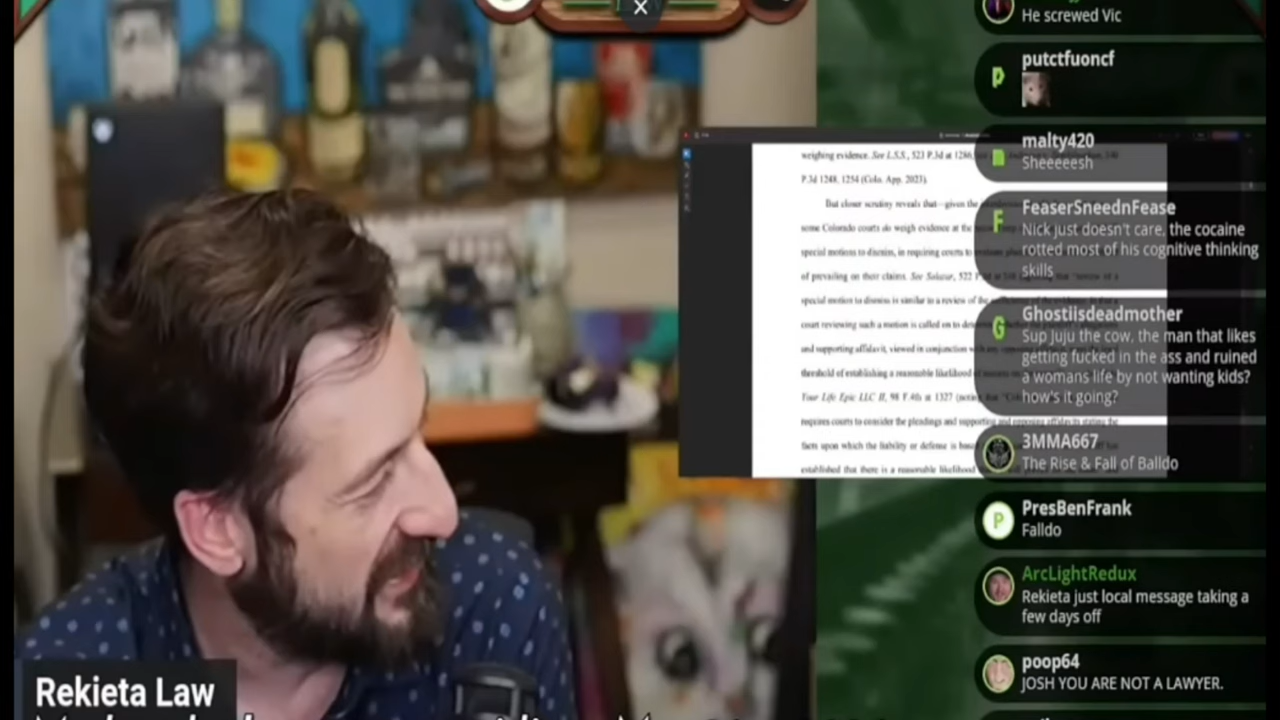 He screwed Vic
putctfuoncf
malty420
Sheeeeesh
FeaserSneednFease
Nick just doesn't care, the cocaine
rotted most of his cognitive thinking
skills
Ghostiisdeadmother
Sup Juju the cow, the man that likes
getting fucked in the ass and ruined
a womans life by not wanting kids?
how's it going?
3MMA667
The Rise & Fall of Balldo
PresBenFrank
Falldo
ArcLightRedux
Rekieta just local message taking a
few days off
poop64
JOSH YOU ARE NOT A LAWYER.
weighing evidence. See L.S.S., 523 P.3d at 1286,
P.3d 1248, 1254 (Colo. App. 2023).
But closer scrutiny reveals that—given the
some Colorado courts do weigh evidence at the
special motions to dismiss, in requiring courts to
of prevailing on their claims. See Salazar, 522 P.
special motion to dismiss is similar to a review of the
court reviewing such a motion is called on to
and supporting affidavit, viewed in conjunction
threshold of establishing a reasonable likelihood
Your Life Epic LLC II, 98 F.4th at 1327
requires courts to consider the pleadings and supporting and opposing affidavits stating the
facts upon which the liability or defense is
established that there is a reasonable likelihood
Rekieta Law